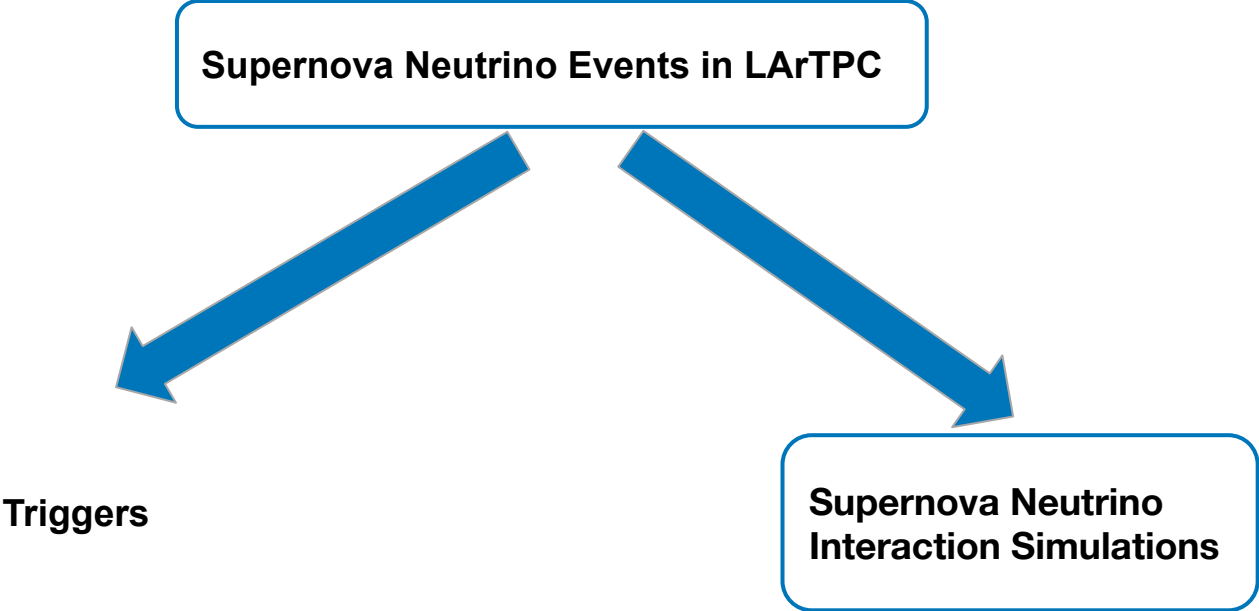 Supernova Neutrino Events in LArTPC
Triggers
Supernova Neutrino
Interaction Simulations